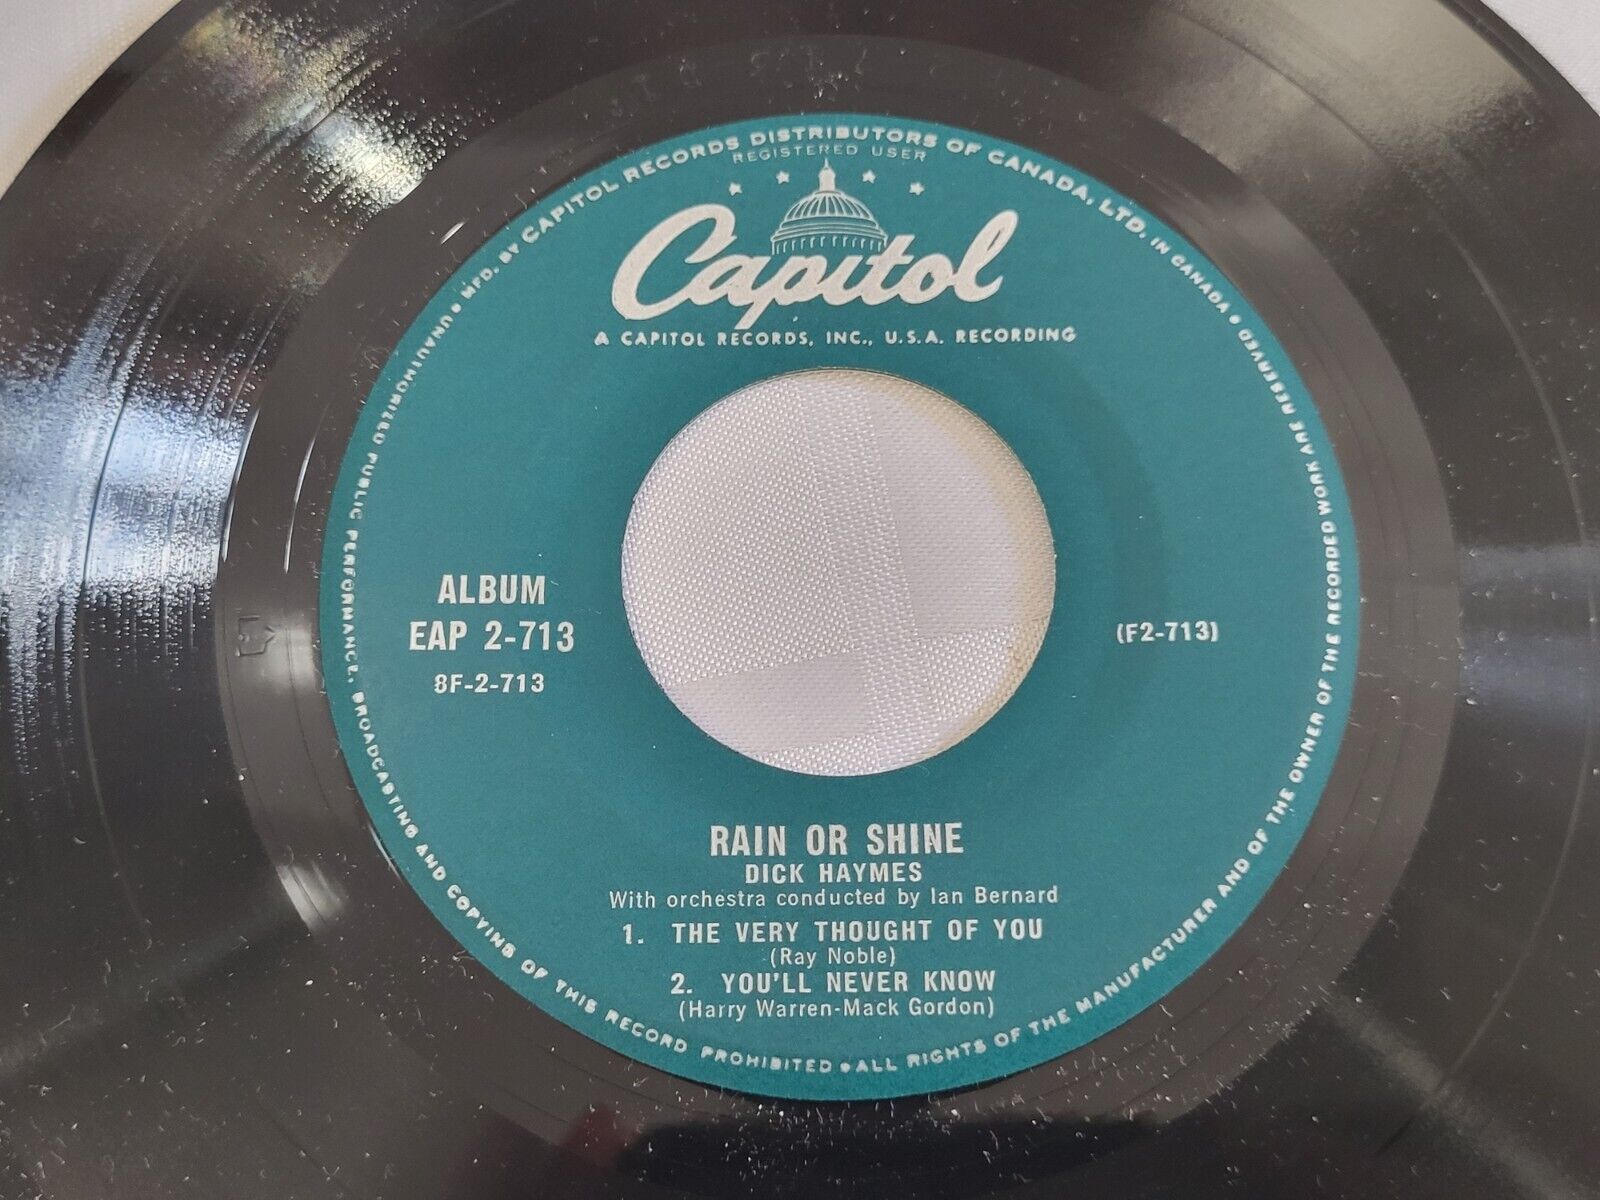 MFD. BY CAPITOL RECORDS DISTRIBUTORS OF CANADA, LTD. IN CANADA • UNAUTHORIZED PUBLIC PERFORMANCE, BROADCASTING AND COPYING OF THIS RECORD PROHIBITED • ALL RIGHTS OF THE MANUFACTURER AND OF THE OWNER OF THE RECORDED WORK ARE RESERVED •
REGISTERED USER
Capitol
A CAPITOL RECORDS, INC., U.S.A. RECORDING
ALBUM
EAP 2-713
8F-2-713
(F2-713)
RAIN OR SHINE
DICK HAYMES
With orchestra conducted by Ian Bernard
1. THE VERY THOUGHT OF YOU
(Ray Noble)
2. YOU'LL NEVER KNOW
(Harry Warren-Mack Gordon)